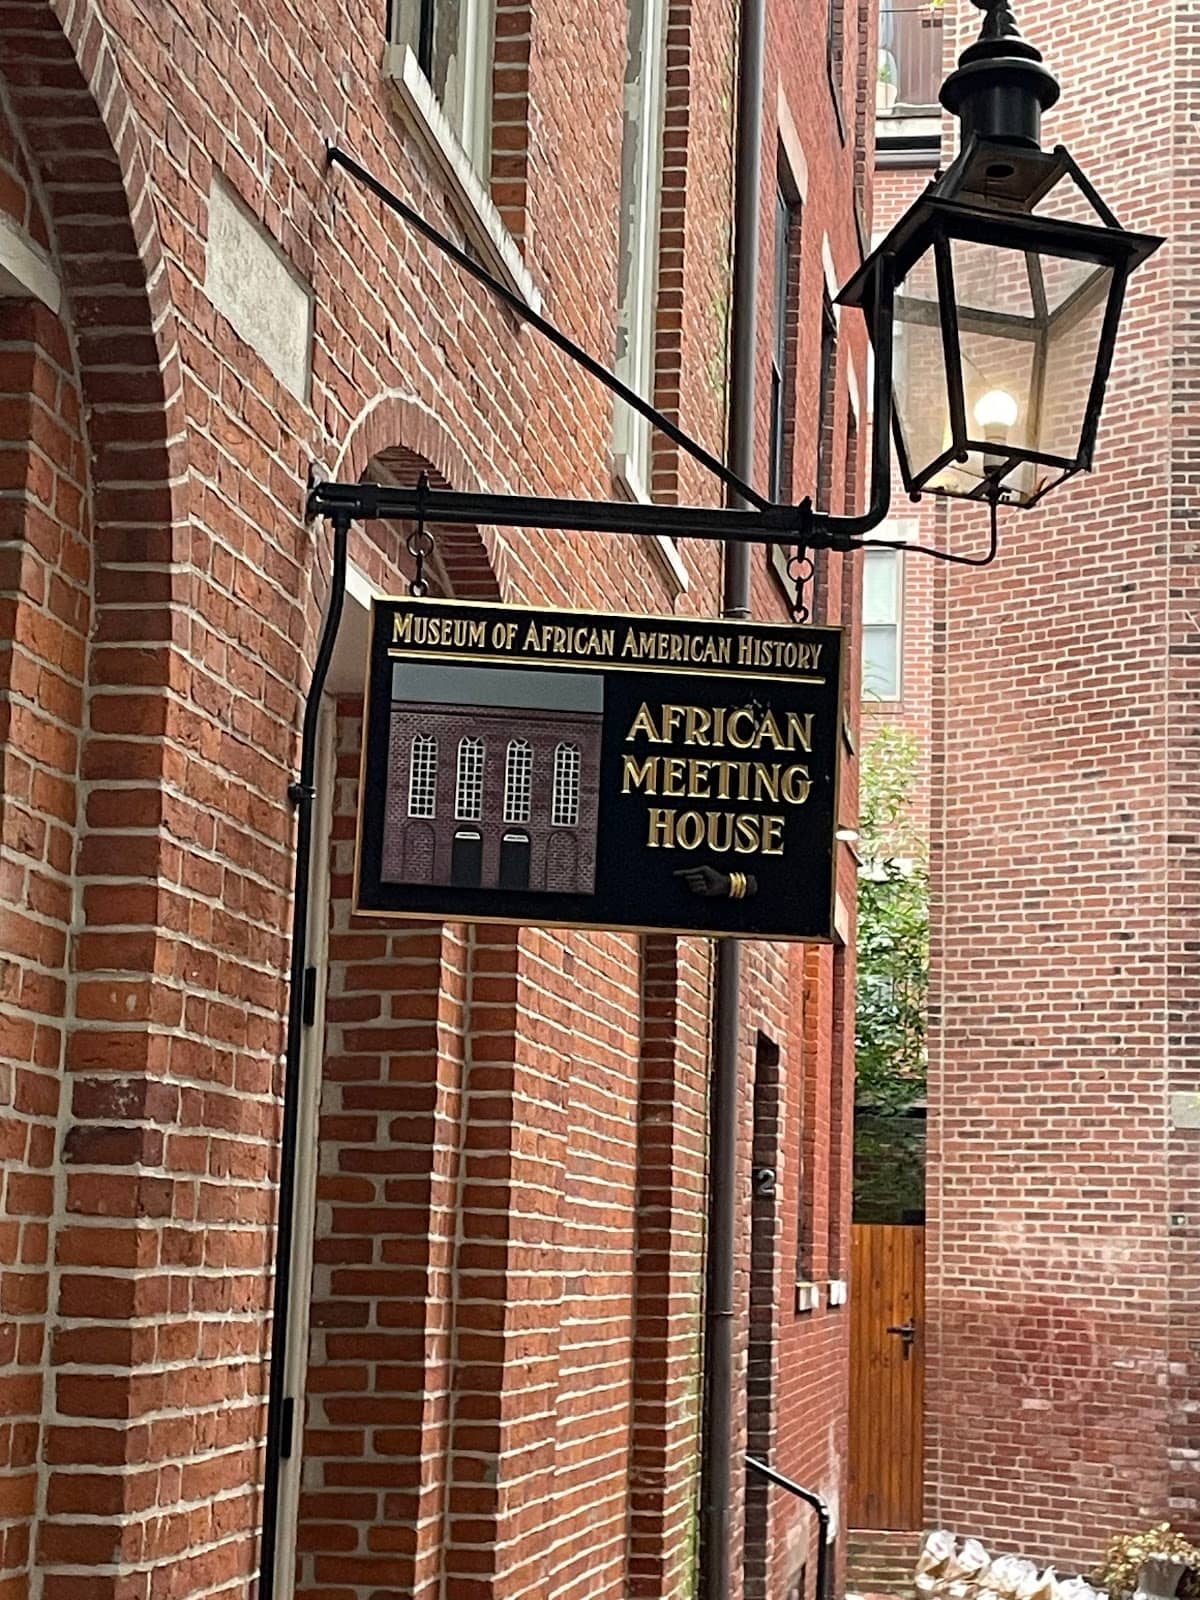 MUSEUM OF AFRICAN AMERICAN HISTORY
AFRICAN
MEETING
HOUSE
2